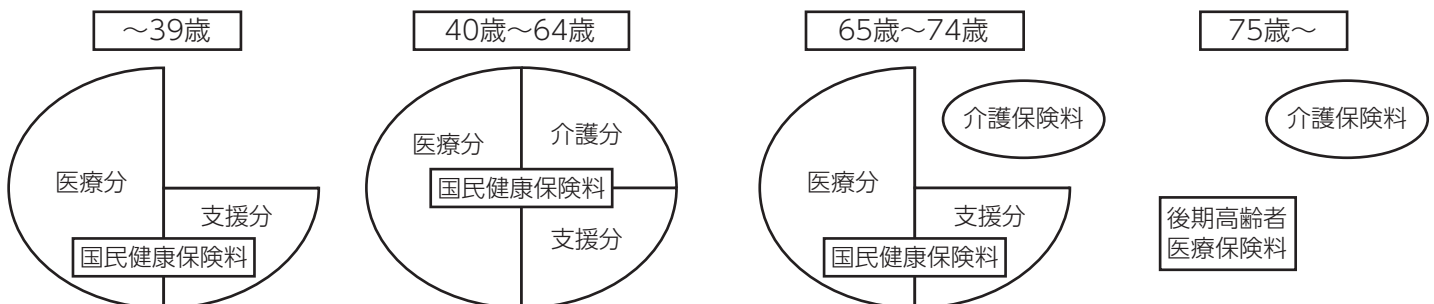 ～39歳
医療分
支援分
国民健康保険料
40歳～64歳
医療分
介護分
国民健康保険料
支援分
65歳～74歳
介護保険料
医療分
支援分
国民健康保険料
75歳～
介護保険料
後期高齢者
医療保険料